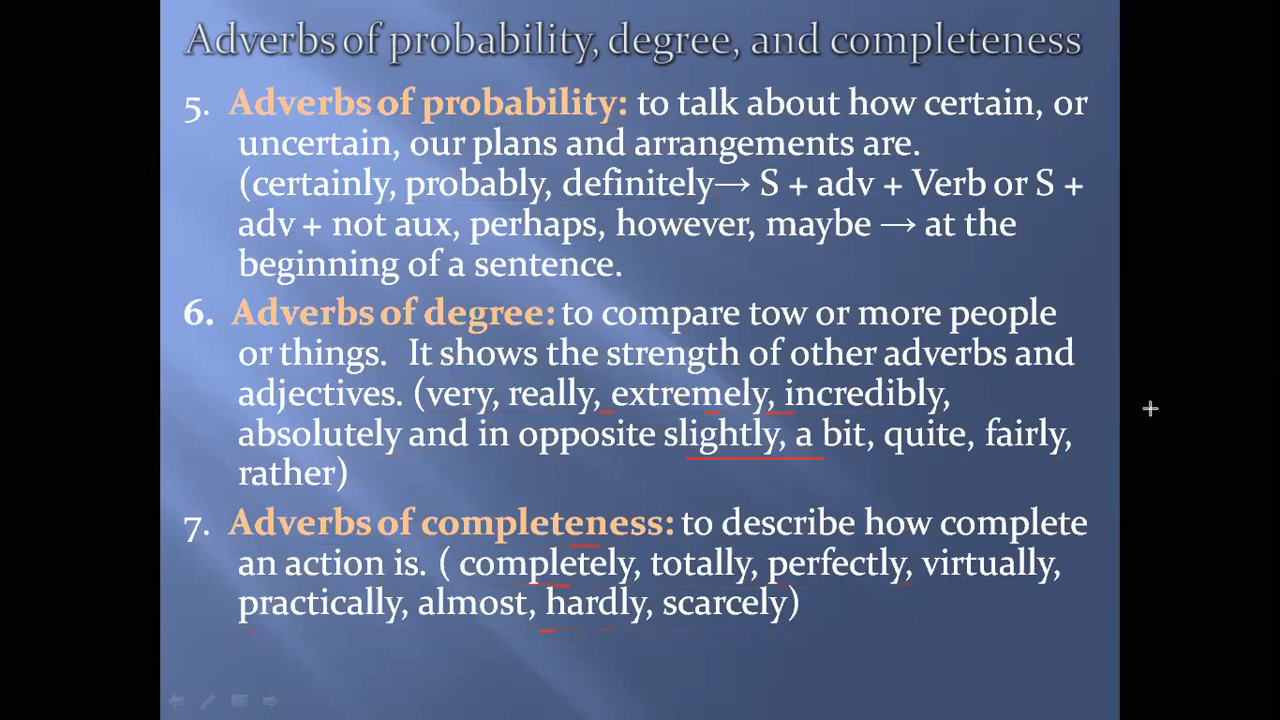 Adverbs of probability, degree, and completeness
5. Adverbs of probability: to talk about how certain, or
uncertain, our plans and arrangements are.
(certainly, probably, definitely→ S + adv + Verb or S +
adv + not aux, perhaps, however, maybe → at the
beginning of a sentence.
6. Adverbs of degree: to compare tow or more people
or things. It shows the strength of other adverbs and
adjectives. (very, really, extremely, incredibly,
absolutely and in opposite slightly, a bit, quite, fairly,
rather)
7. Adverbs of completeness: to describe how complete
an action is. ( completely, totally, perfectly, virtually,
practically, almost, hardly, scarcely)